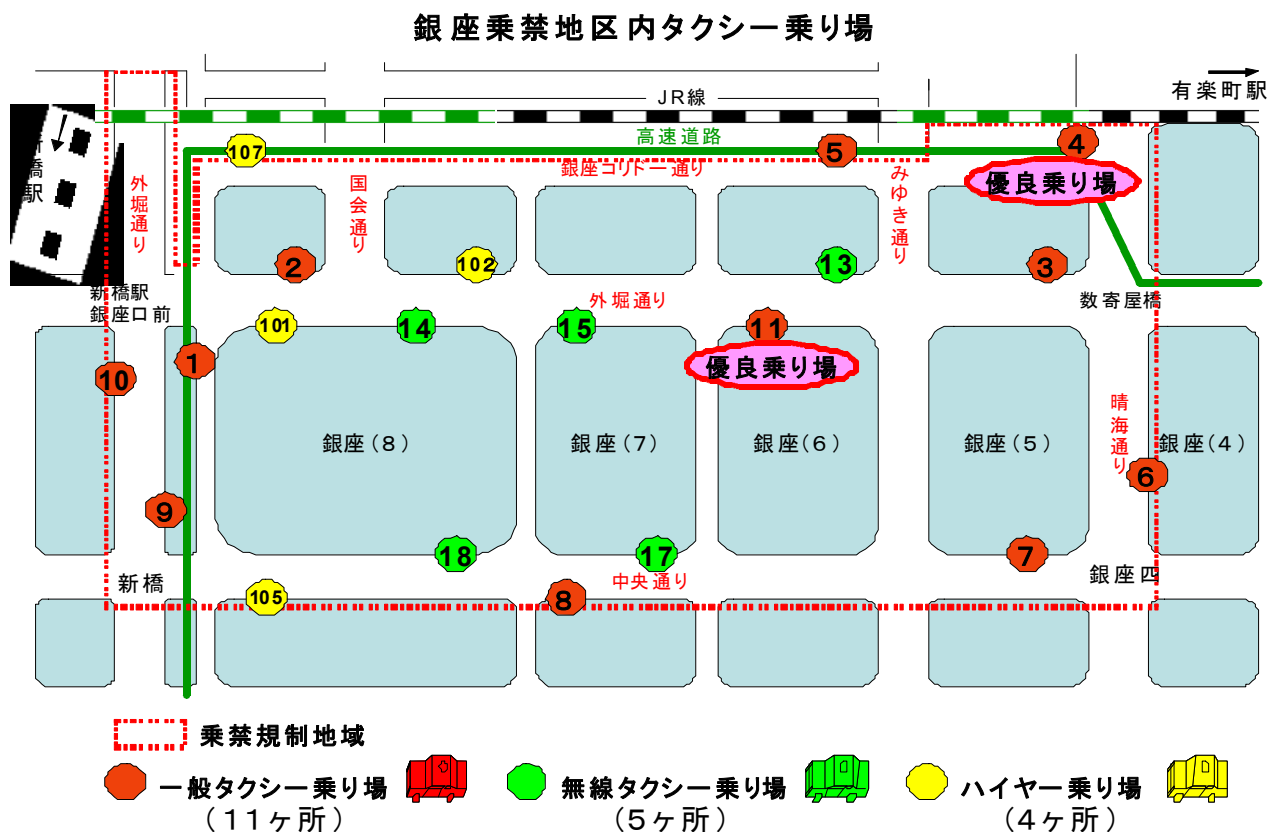 銀座乗禁地区内タクシー乗り場
有楽町駅
JR線
高速道路
107
5
4
銀座コリドー通り
優良乗り場
新橋駅
外堀通り
国会通り
みゆき通り
2
102
13
3
新橋駅
銀座口前
外堀通り
数寄屋橋
101
14
15
11
優良乗り場
1
10
銀座(8)
銀座(7)
銀座(6)
銀座(5)
晴海通り
銀座(4)
6
9
18
17
7
新橋
中央通り
銀座四
105
8
乗禁規制地域
一般タクシー乗り場
(11ヶ所)
無線タクシー乗り場
(5ヶ所)
ハイヤー乗り場
(4ヶ所)